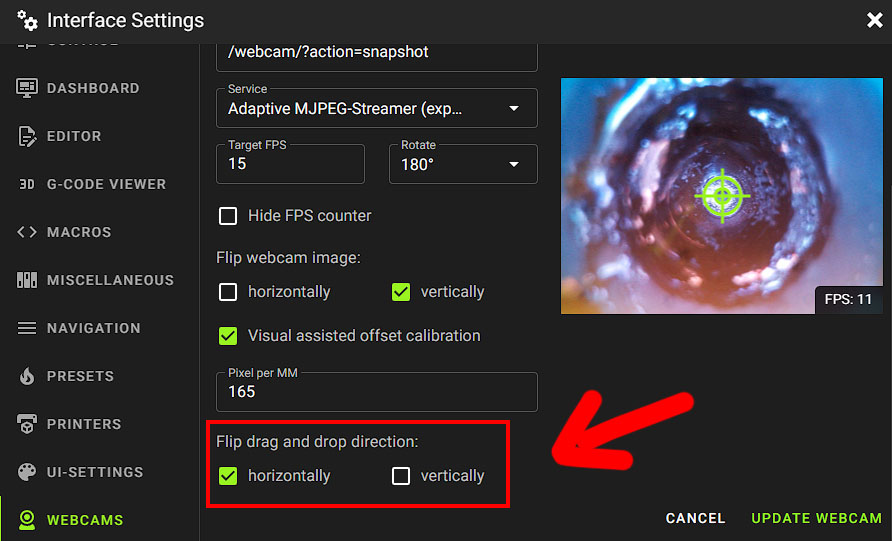 Interface Settings
CONTROL
DASHBOARD
EDITOR
3D G-CODE VIEWER
MACROS
MISCELLANEOUS
NAVIGATION
PRESETS
PRINTERS
UI-SETTINGS
WEBCAMS
/webcam/?action=snapshot
Service
Adaptive MJPEG-Streamer (exp...
Target FPS
15
Rotate
180°
Hide FPS counter
Flip webcam image:
horizontally vertically
Visual assisted offset calibration
Pixel per MM
165
Flip drag and drop direction:
horizontally vertically
FPS: 11
CANCEL UPDATE WEBCAM